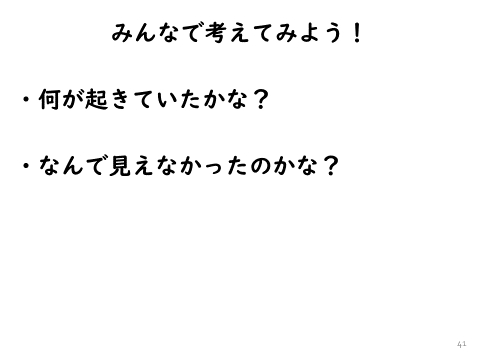 みんなで考えてみよう！
・何が起きていたかな？
・なんで見えなかったのかな？
41